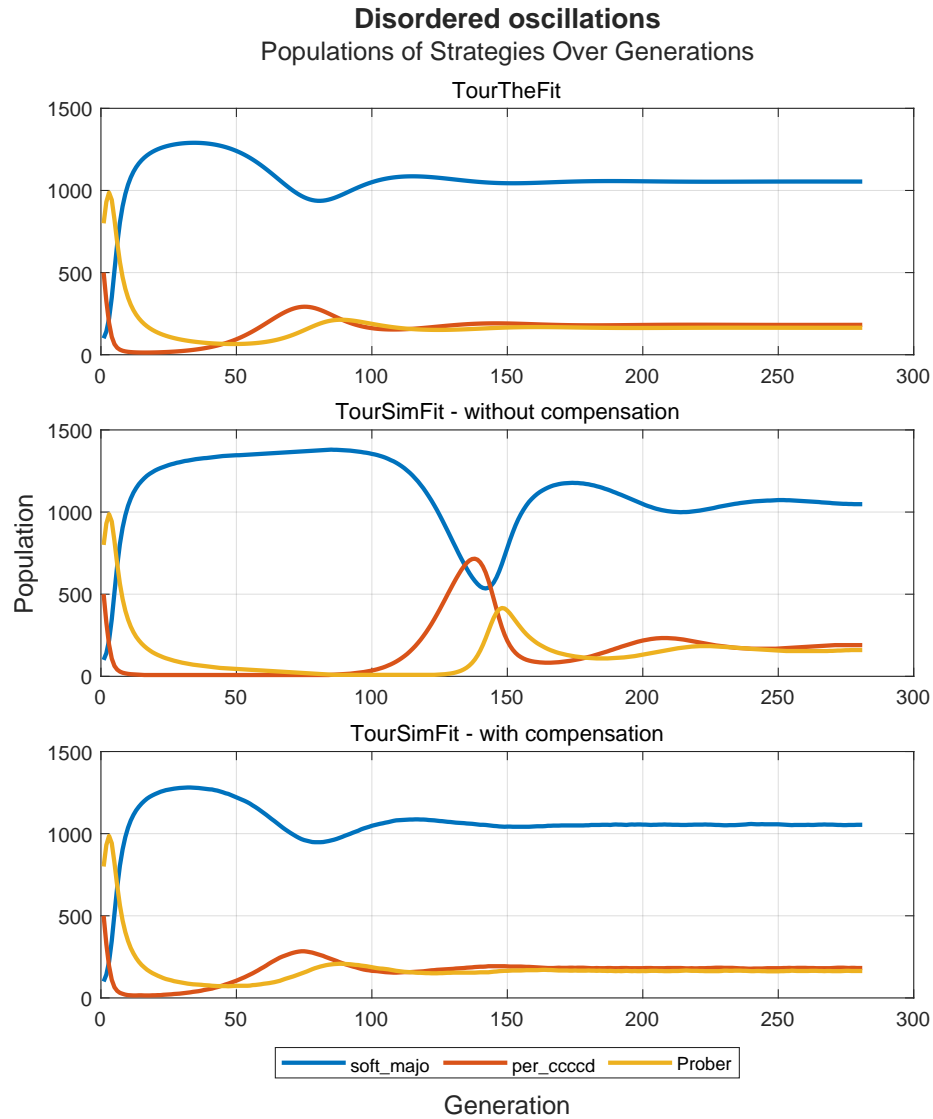 Disordered oscillations
Populations of Strategies Over Generations
TourTheFit
1500
1000
500
0
0 50 100 150 200 250 300
TourSimFit - without compensation
1500
1000
500
0
0 50 100 150 200 250 300
Population
TourSimFit - with compensation
1500
1000
500
0
0 50 100 150 200 250 300
soft_majo per_ccccd Prober
Generation